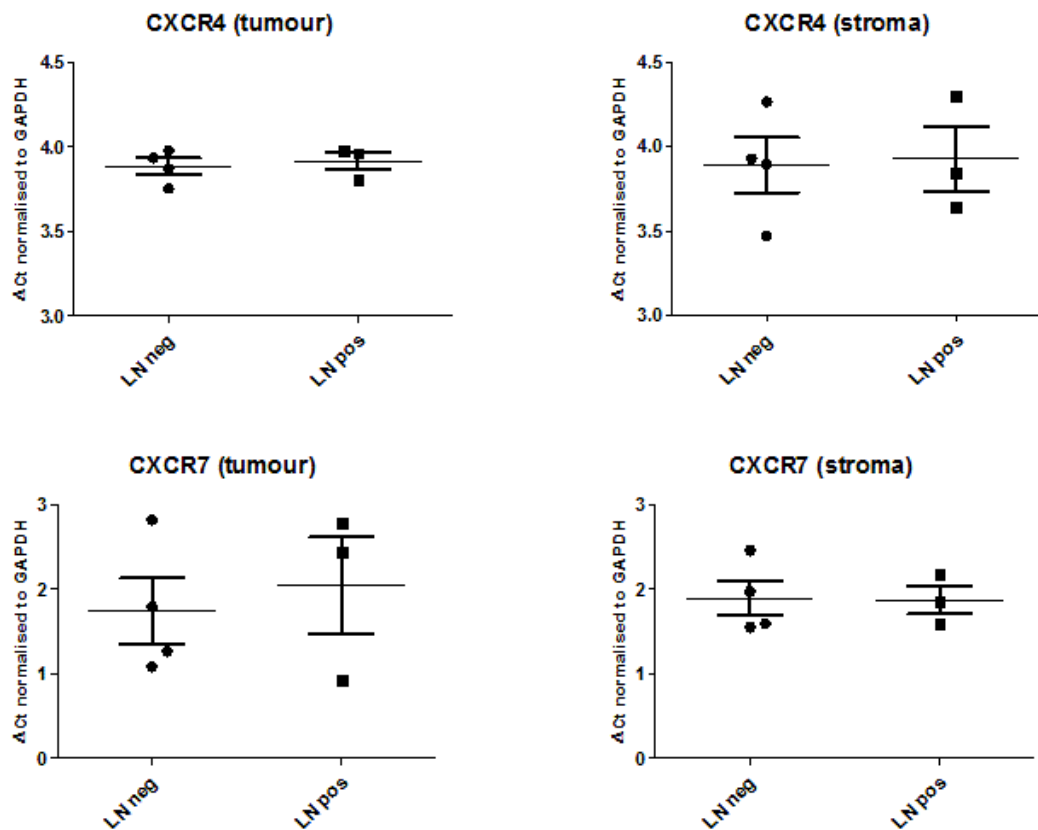 CXCR4 (tumour)
ΔCt normalised to GAPDH
4.5
4.0
3.5
3.0
LN neg
LN pos
CXCR4 (stroma)
ΔCt normalised to GAPDH
4.5
4.0
3.5
3.0
LN neg
LN pos
CXCR7 (tumour)
ΔCt normalised to GAPDH
3
2
1
0
LN neg
LN pos
CXCR7 (stroma)
ΔCt normalised to GAPDH
3
2
1
0
LN neg
LN pos